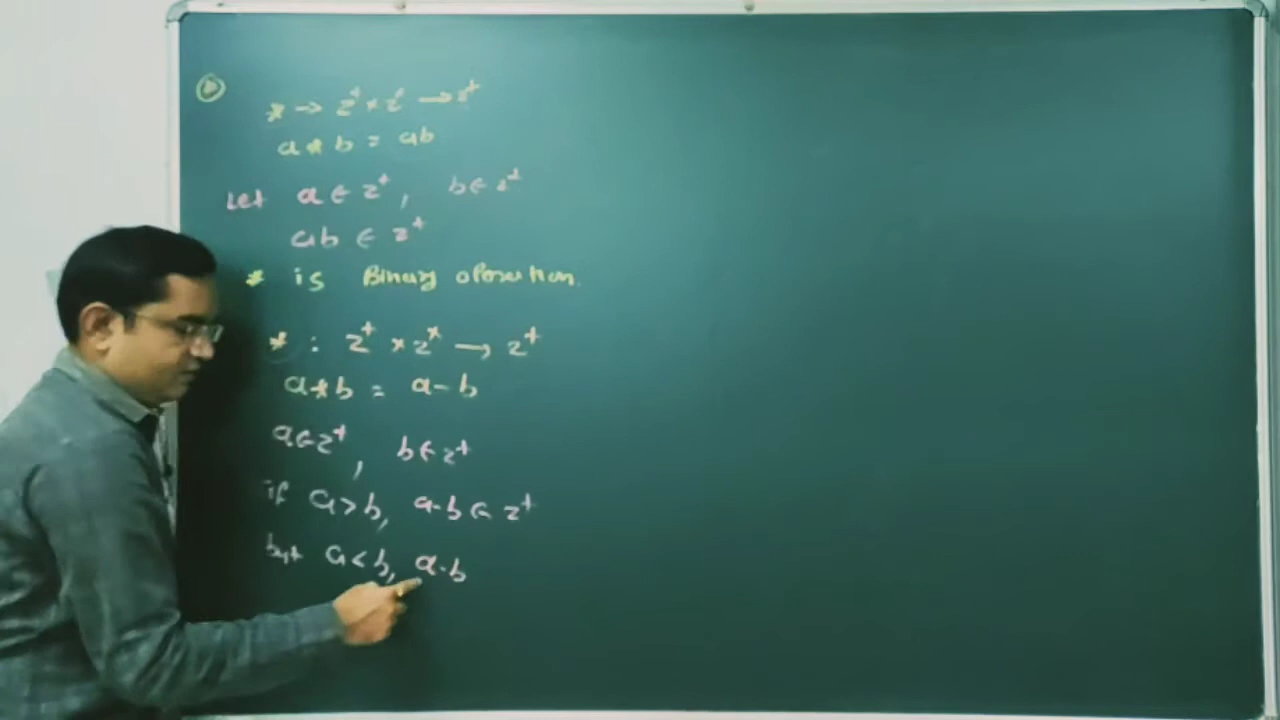 * → z⁺ × z⁺ → z⁺
a * b = ab
Let a ∈ z⁺, b ∈ z⁺
ab ∈ z⁺
* is Binary operation.
* : z⁺ × z* → z⁺
a * b = a - b
a ∈ z⁺, b ∈ z⁺
if a > b, a - b ∈ z⁺
but a < b, a - b